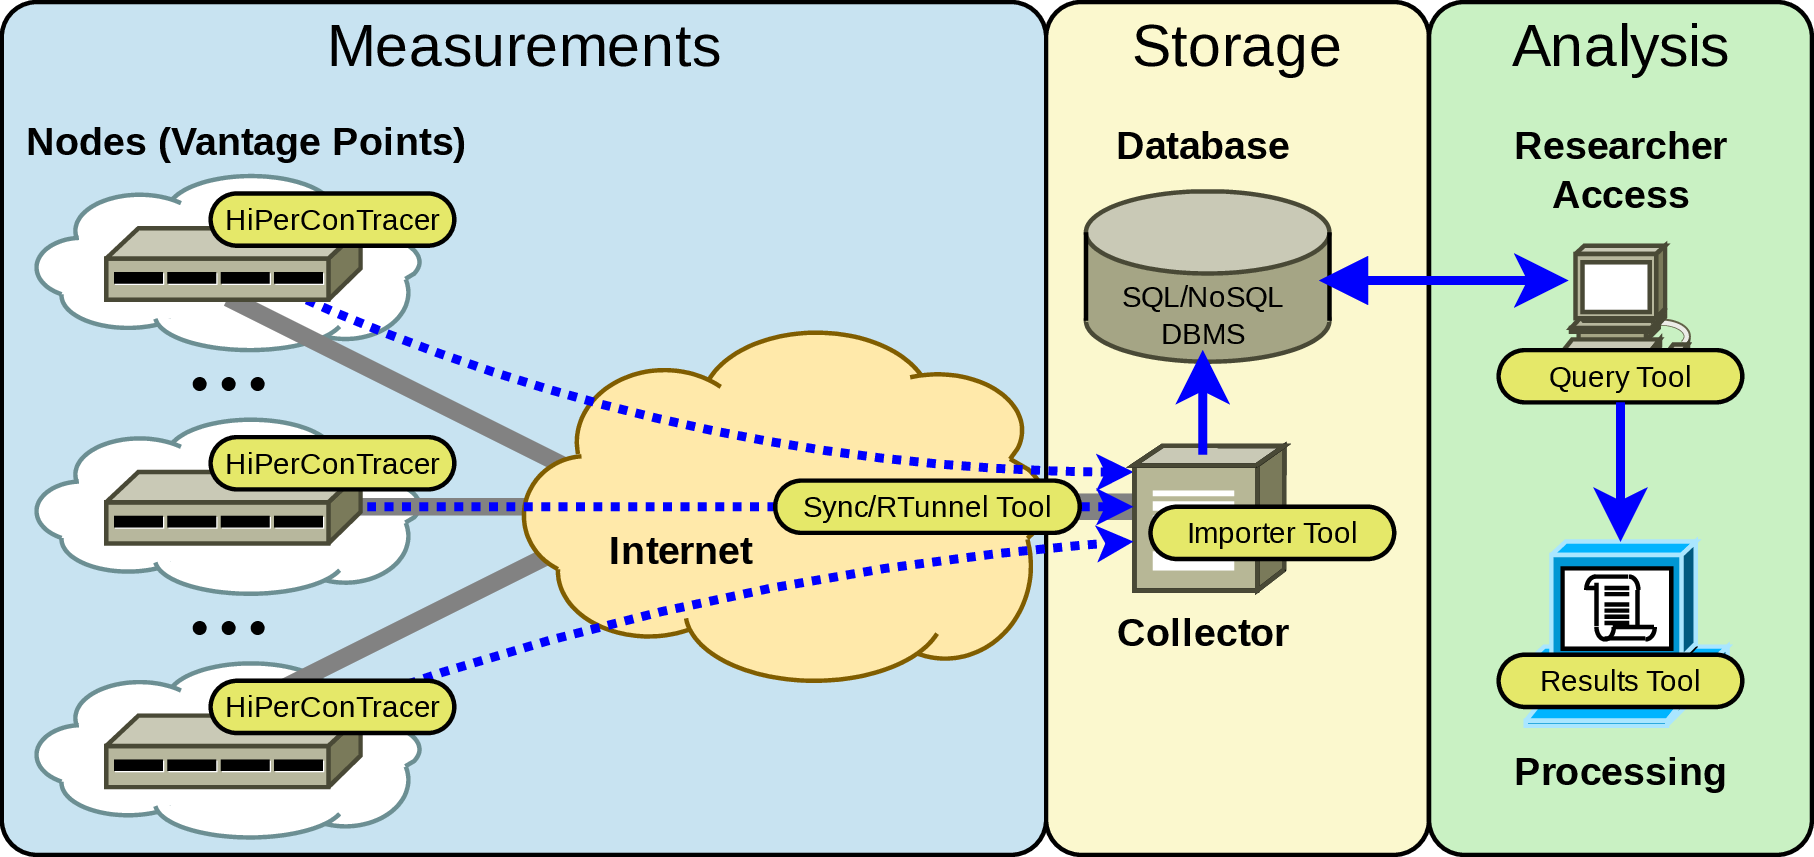 Measurements
Nodes (Vantage Points)
HiPerConTracer
HiPerConTracer
HiPerConTracer
Internet
Sync/RTunnel Tool
Storage
Database
SQL/NoSQL
DBMS
Importer Tool
Collector
Analysis
Researcher
Access
Query Tool
Results Tool
Processing